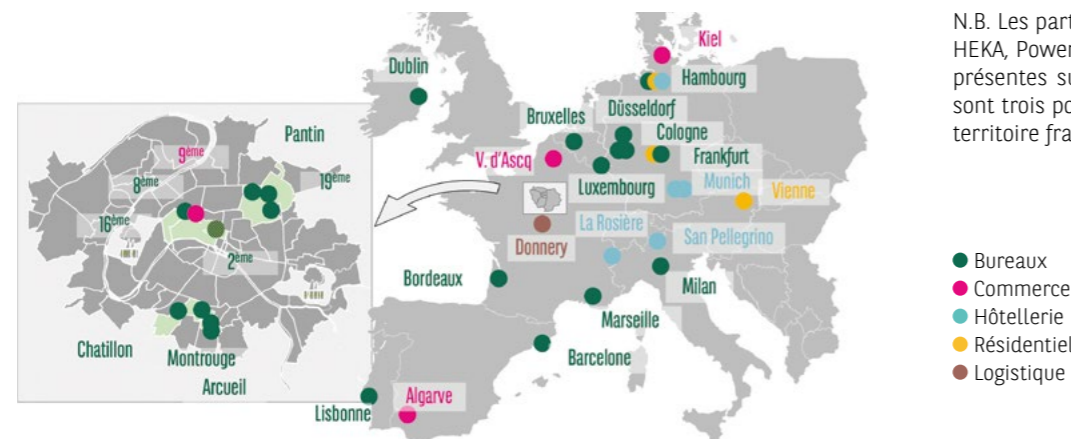 Kiel
Dublin
Hambourg
Düsseldorf
Bruxelles
Cologne
V. d'Ascq
Frankfurt
Luxembourg
Munich
Vienne
La Rosière
San Pellegrino
Donnery
Bordeaux
Milan
Marseille
Barcelone
Algarve
Lisbonne
Pantin
9ème
8ème
19ème
16ème
2ème
Chatillon
Montrouge
Arcueil
N.B. Les part
HEKA, Power
présentes su
sont trois po
territoire fra
Bureaux
Commerce
Hôtellerie
Résidentiel
Logistique